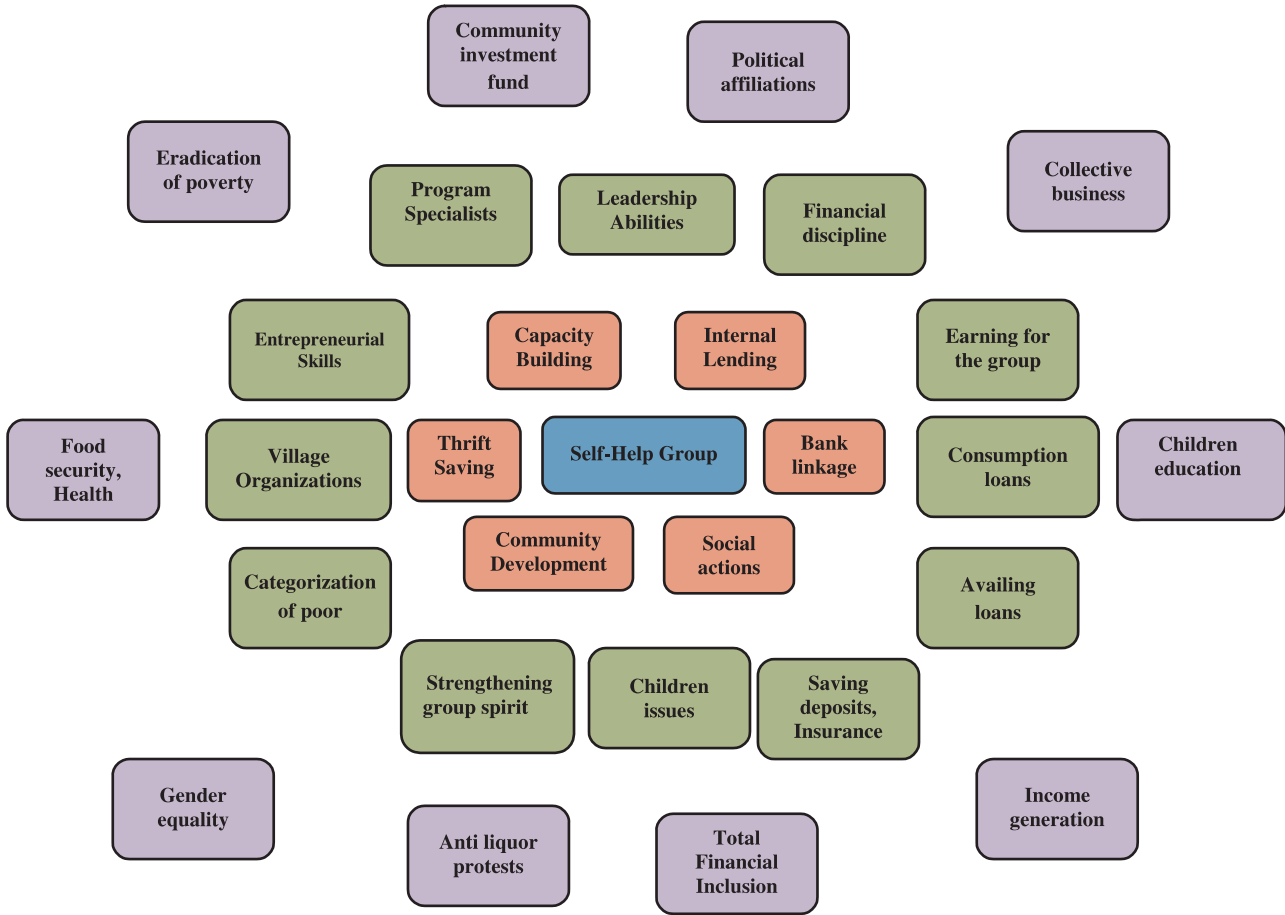 Community
investment
fund
Political
affiliations
Eradication
of poverty
Collective
business
Program
Specialists
Leadership
Abilities
Financial
discipline
Entrepreneurial
Skills
Capacity
Building
Internal
Lending
Earning for
the group
Food
security,
Health
Village
Organizations
Thrift
Saving
Self-Help Group
Bank
linkage
Consumption
loans
Children
education
Categorization
of poor
Community
Development
Social
actions
Availing
loans
Strengthening
group spirit
Children
issues
Saving
deposits,
Insurance
Gender
equality
Anti liquor
protests
Total
Financial
Inclusion
Income
generation